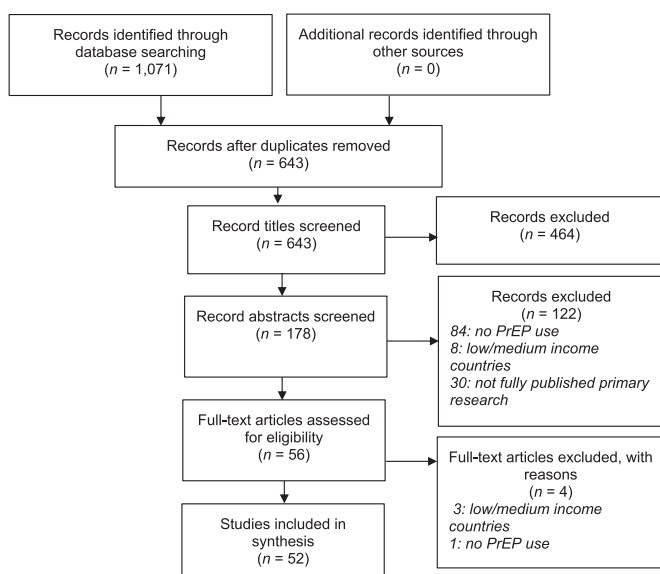 Records identified through
database searching
(n = 1,071)
Additional records identified through
other sources
(n = 0)
Records after duplicates removed
(n = 643)
Record titles screened
(n = 643)
Records excluded
(n = 464)
Record abstracts screened
(n = 178)
Records excluded
(n = 122)
84: no PrEP use
8: low/medium income
countries
30: not fully published primary
research
Full-text articles assessed
for eligibility
(n = 56)
Full-text articles excluded, with
reasons
(n = 4)
3: low/medium income
countries
1: no PrEP use
Studies included in
synthesis
(n = 52)